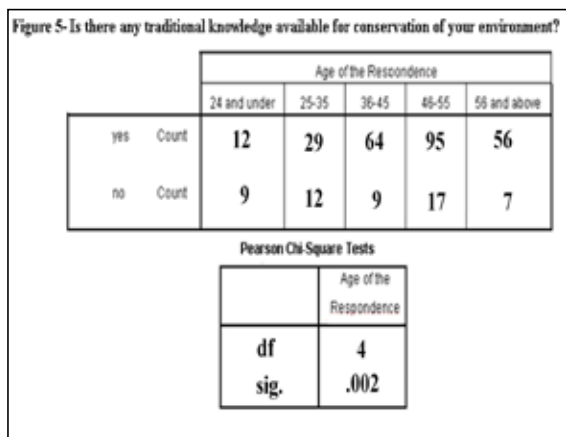 Figure 5- Is there any traditional knowledge available for conservation of your environment?
Age of the Respondence
24 and under 25-35 36-45 46-55 56 and above
yes Count 12 29 64 95 56
no Count 9 12 9 17 7
Pearson Chi-Square Tests
Age of the
Respondence
df 4
sig. .002